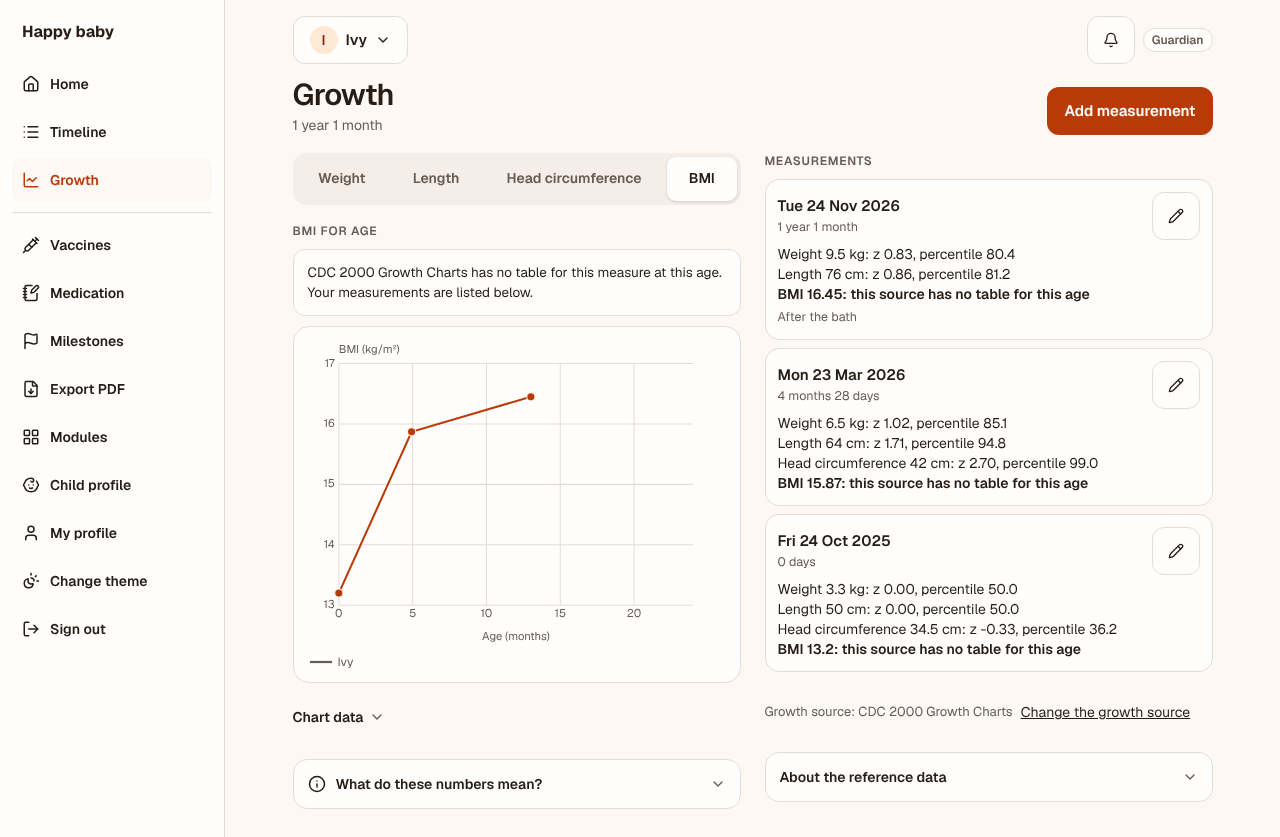 Happy baby
Home
Timeline
Growth
Vaccines
Medication
Milestones
Export PDF
Modules
Child profile
My profile
Change theme
Sign out
I Ivy
Guardian
Growth
1 year 1 month
Add measurement
Weight Length Head circumference BMI
BMI FOR AGE
CDC 2000 Growth Charts has no table for this measure at this age.
Your measurements are listed below.
BMI (kg/m²)
17
16
15
14
13
0 5 10 15 20
Age (months)
Ivy
Chart data
What do these numbers mean?
MEASUREMENTS
Tue 24 Nov 2026
1 year 1 month
Weight 9.5 kg: z 0.83, percentile 80.4
Length 76 cm: z 0.86, percentile 81.2
BMI 16.45: this source has no table for this age
After the bath
Mon 23 Mar 2026
4 months 28 days
Weight 6.5 kg: z 1.02, percentile 85.1
Length 64 cm: z 1.71, percentile 94.8
Head circumference 42 cm: z 2.70, percentile 99.0
BMI 15.87: this source has no table for this age
Fri 24 Oct 2025
0 days
Weight 3.3 kg: z 0.00, percentile 50.0
Length 50 cm: z 0.00, percentile 50.0
Head circumference 34.5 cm: z -0.33, percentile 36.2
BMI 13.2: this source has no table for this age
Growth source: CDC 2000 Growth Charts Change the growth source
About the reference data